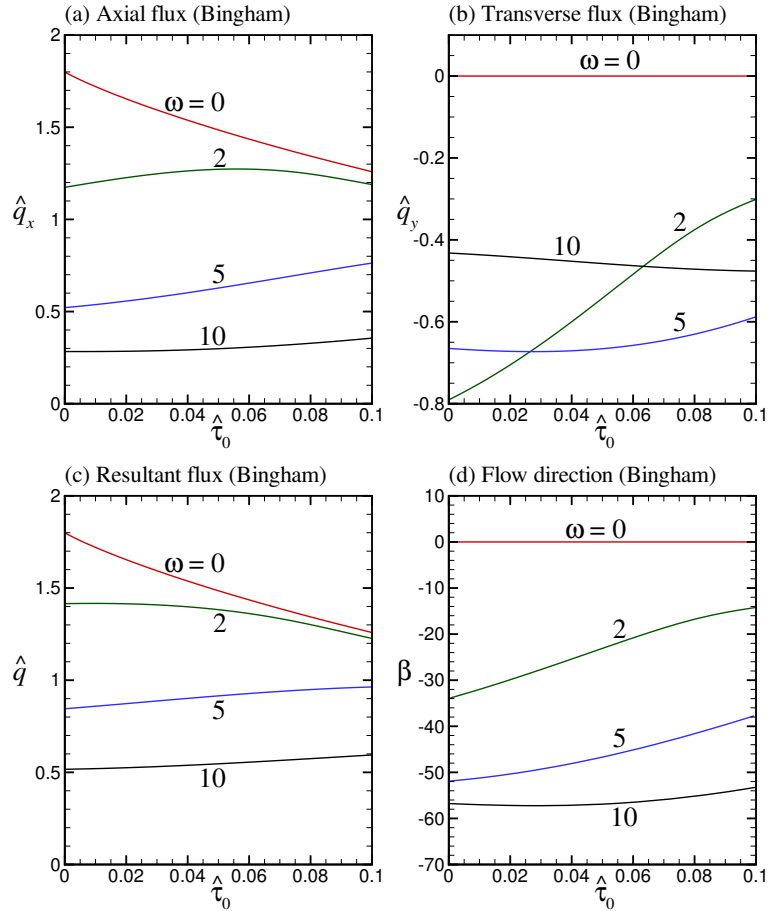 (a) Axial flux (Bingham)
2
1.5
1
0.5
0
q̂x
ω = 0
2
5
10
0 0.02 0.04 0.06 0.08 0.1
τ̂0
(b) Transverse flux (Bingham)
0
-0.2
-0.4
-0.6
-0.8
q̂y
ω = 0
2
10
5
0 0.02 0.04 0.06 0.08 0.1
τ̂0
(c) Resultant flux (Bingham)
2
1.5
1
0.5
0
q̂
ω = 0
2
5
10
0 0.02 0.04 0.06 0.08 0.1
τ̂0
(d) Flow direction (Bingham)
10
0
-10
-20
-30
-40
-50
-60
-70
β
ω = 0
2
5
10
0 0.02 0.04 0.06 0.08 0.1
τ̂0